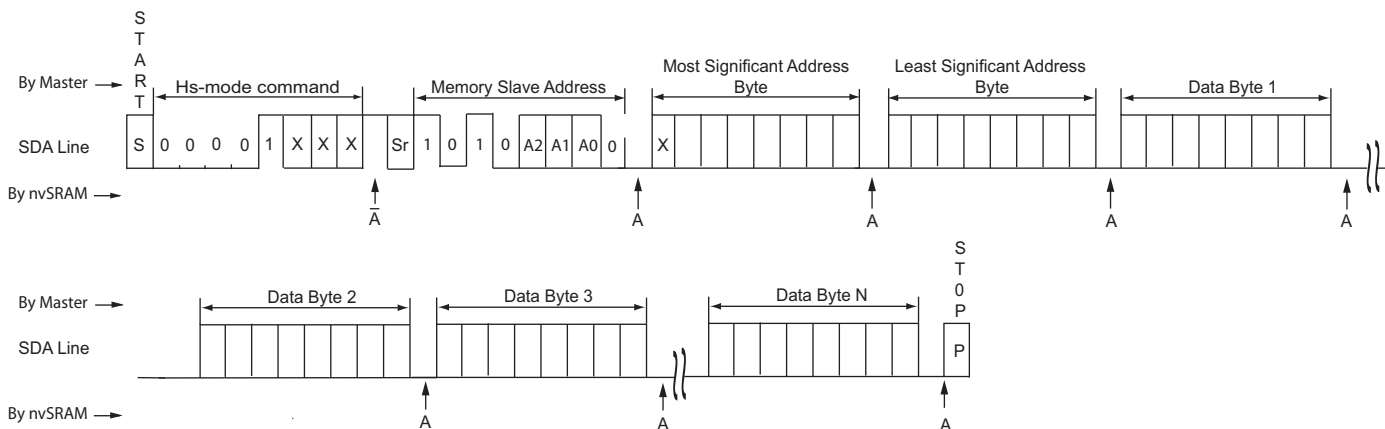 START
By Master
Hs-mode command
Memory Slave Address
Most Significant Address
Byte
Least Significant Address
Byte
Data Byte 1
SDA Line
S 0 0 0 0 1 X X X Sr 1 0 1 0 A2 A1 A0 0 X
By nvSRAM
A̅
A
A
A
A
STOP
By Master
Data Byte 2
Data Byte 3
Data Byte N
SDA Line
P
By nvSRAM
A
A
A